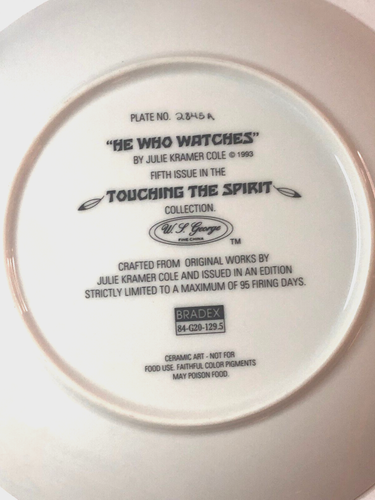 PLATE NO. 2845A
"HE WHO WATCHES"
BY JULIE KRAMER COLE © 1993
FIFTH ISSUE IN THE
TOUCHING THE SPIRIT
COLLECTION.
W. S. George
FINE CHINA
TM
CRAFTED FROM ORIGINAL WORKS BY
JULIE KRAMER COLE AND ISSUED IN AN EDITION
STRICTLY LIMITED TO A MAXIMUM OF 95 FIRING DAYS.
BRADEX
84-G20-129.5
CERAMIC ART - NOT FOR
FOOD USE. FAITHFUL COLOR PIGMENTS
MAY POISON FOOD.